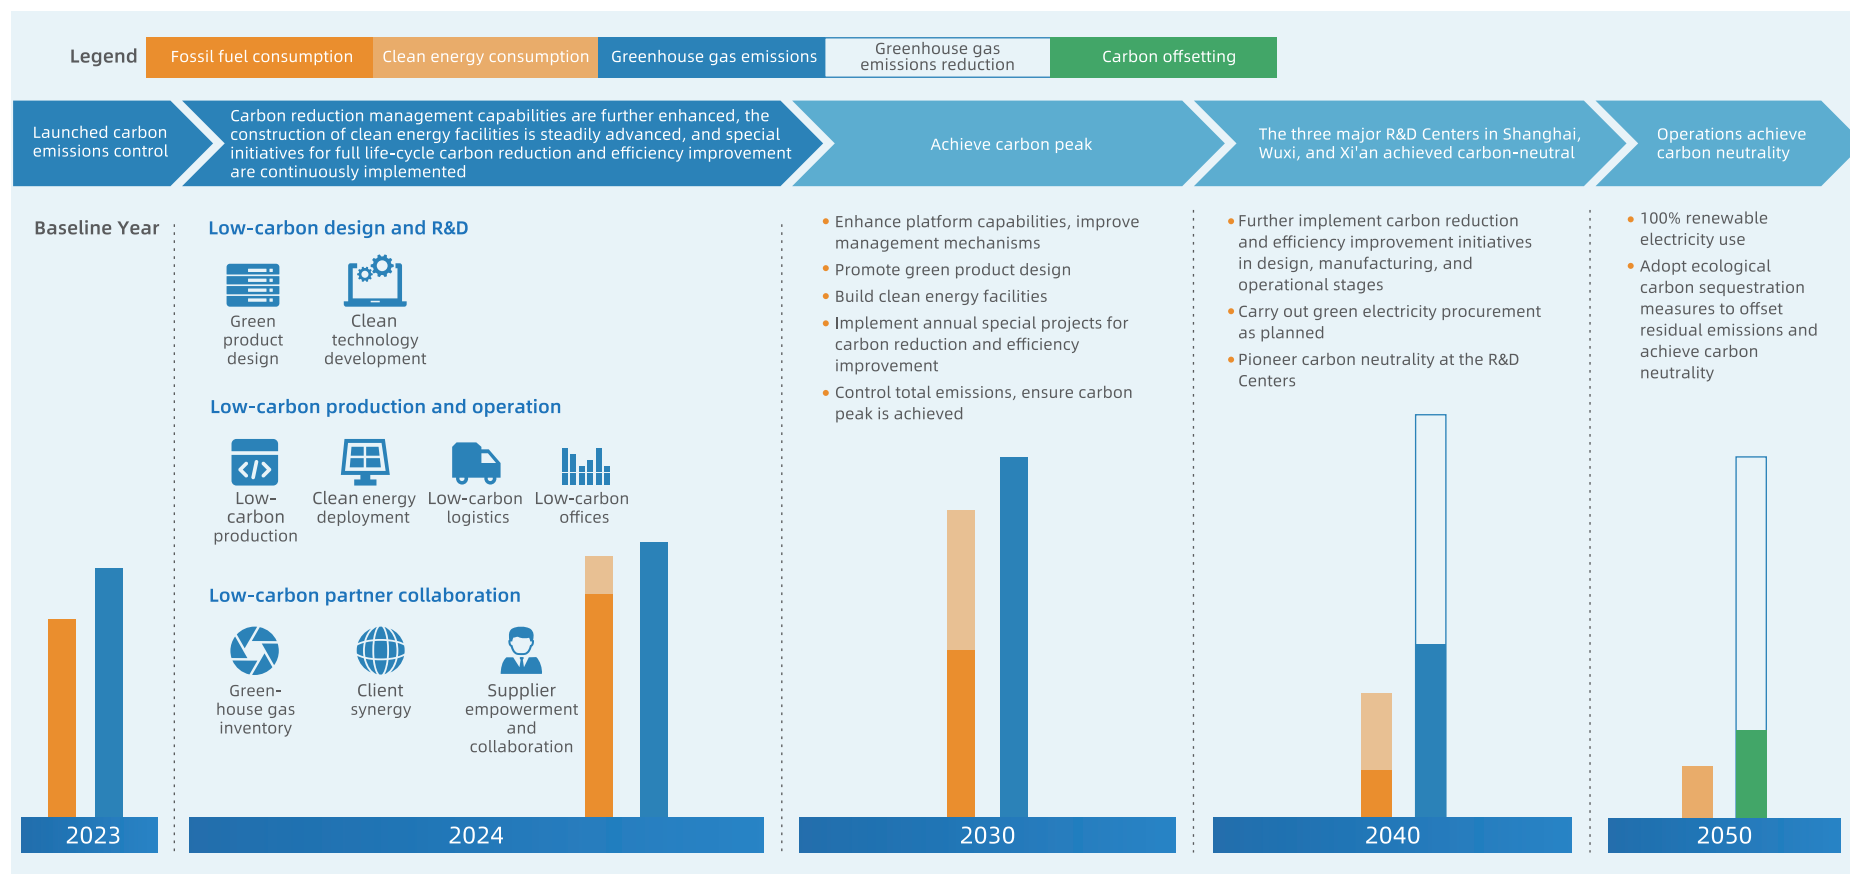 Legend
Fossil fuel consumption
Clean energy consumption
Greenhouse gas emissions
Greenhouse gas
emissions reduction
Carbon offsetting
Launched carbon
emissions control
Carbon reduction management capabilities are further enhanced, the
construction of clean energy facilities is steadily advanced, and special
initiatives for full life-cycle carbon reduction and efficiency improvement
are continuously implemented
Achieve carbon peak
The three major R&D Centers in Shanghai,
Wuxi, and Xi'an achieved carbon-neutral
Operations achieve
carbon neutrality
Baseline Year
Low-carbon design and R&D
Green
product
design
Clean
technology
development
Low-carbon production and operation
Low-
carbon
production
Clean energy
deployment
Low-carbon
logistics
Low-carbon
offices
Low-carbon partner collaboration
Green-
house gas
inventory
Client
synergy
Supplier
empowerment
and
collaboration
• Enhance platform capabilities, improve
management mechanisms
• Promote green product design
• Build clean energy facilities
• Implement annual special projects for
carbon reduction and efficiency
improvement
• Control total emissions, ensure carbon
peak is achieved
• Further implement carbon reduction
and efficiency improvement initiatives
in design, manufacturing, and
operational stages
• Carry out green electricity procurement
as planned
• Pioneer carbon neutrality at the R&D
Centers
• 100% renewable
electricity use
• Adopt ecological
carbon sequestration
measures to offset
residual emissions and
achieve carbon
neutrality
2023
2024
2030
2040
2050